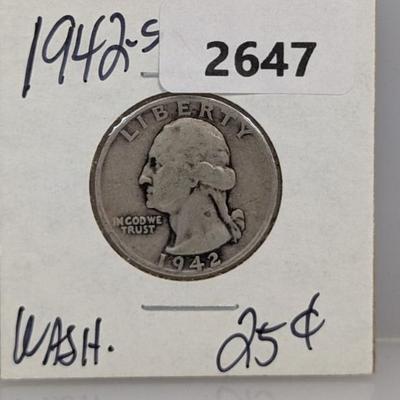 1942-S
2647
LIBERTY
IN GOD WE
TRUST
1942
WASH.
25¢